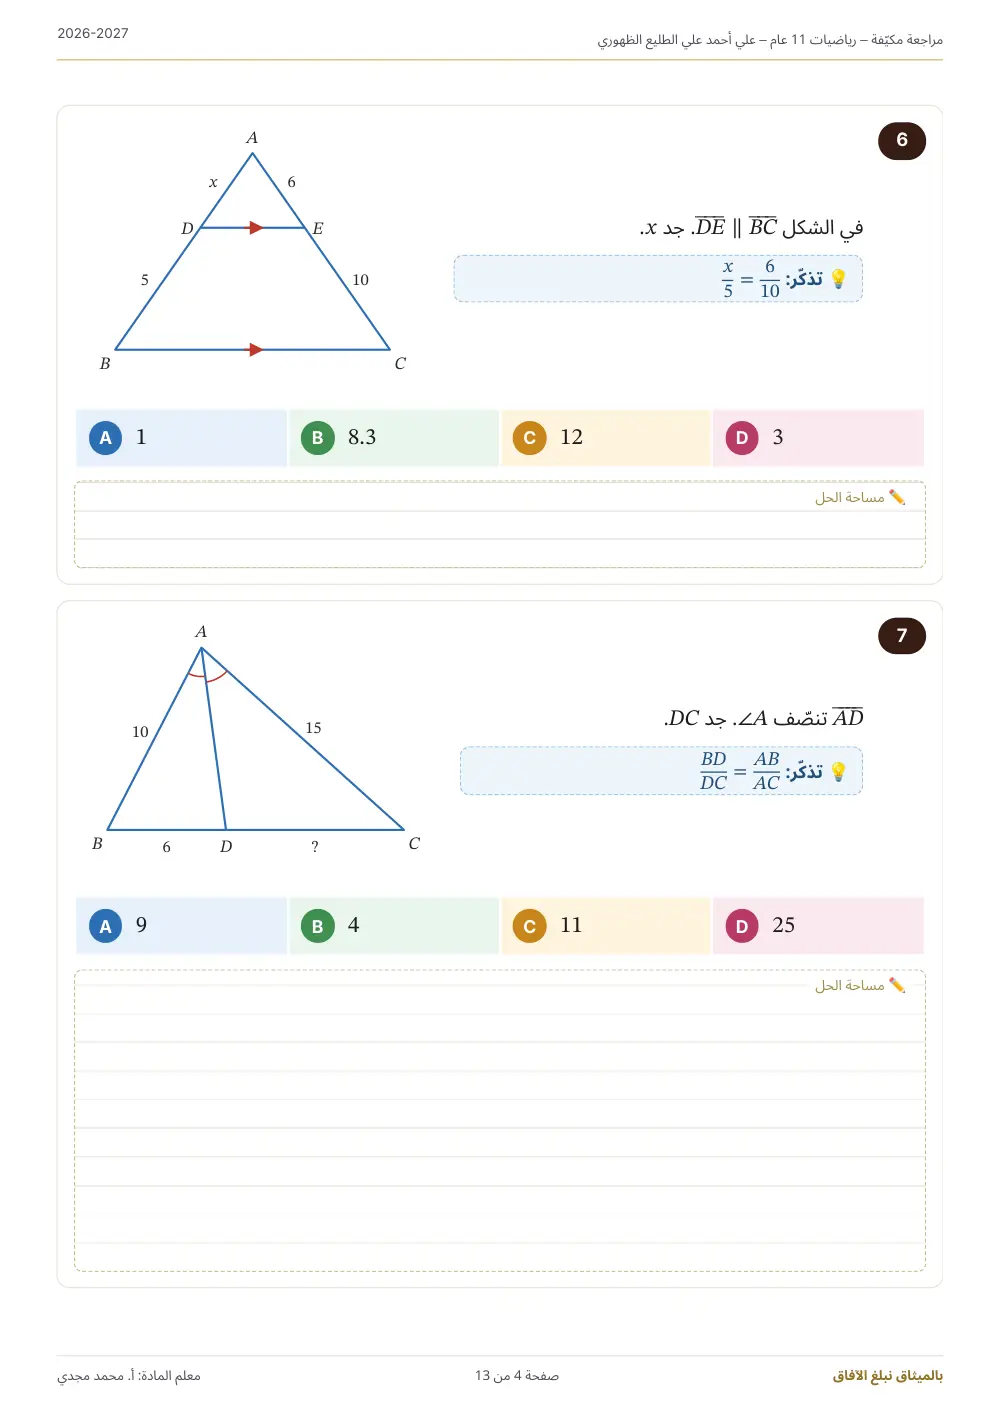 مراجعة مكيّفة – رياضيات 11 عام – علي أحمد علي الطليع الظهوري
2026-2027
6
في الشكل DE ∥ BC. جد x.
💡 تذكّر: x/5 = 6/10
A
x
6
D
E
5
10
B
C
A 1
B 8.3
C 12
D 3
✏️ مساحة الحل
7
AD تنصّف ∠A. جد DC.
💡 تذكّر: BD/DC = AB/AC
A
10
15
B
6
D
?
C
A 9
B 4
C 11
D 25
✏️ مساحة الحل
بالميثاق نبلغ الآفاق
صفحة 4 من 13
معلم المادة: أ. محمد مجدي